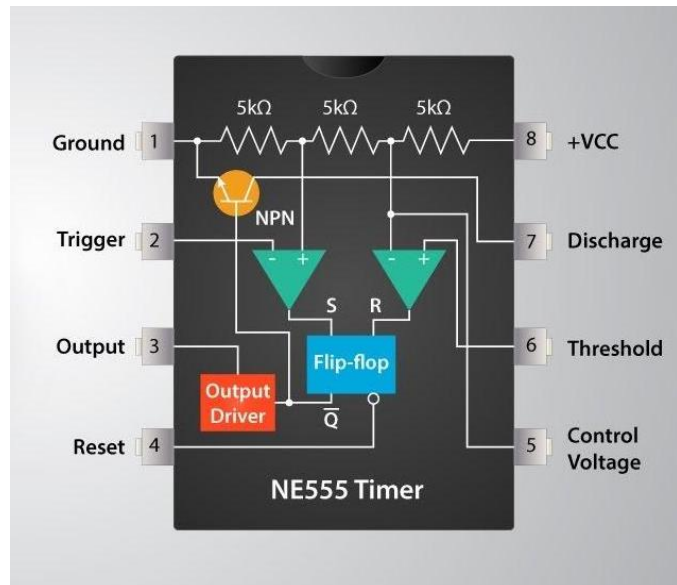 5kΩ 5kΩ 5kΩ
Ground 1
8 +VCC
NPN
Trigger 2
- +
- +
7 Discharge
S R
Output 3
Flip-flop
6 Threshold
Output
Driver
Q̅
Reset 4
5 Control
Voltage
NE555 Timer